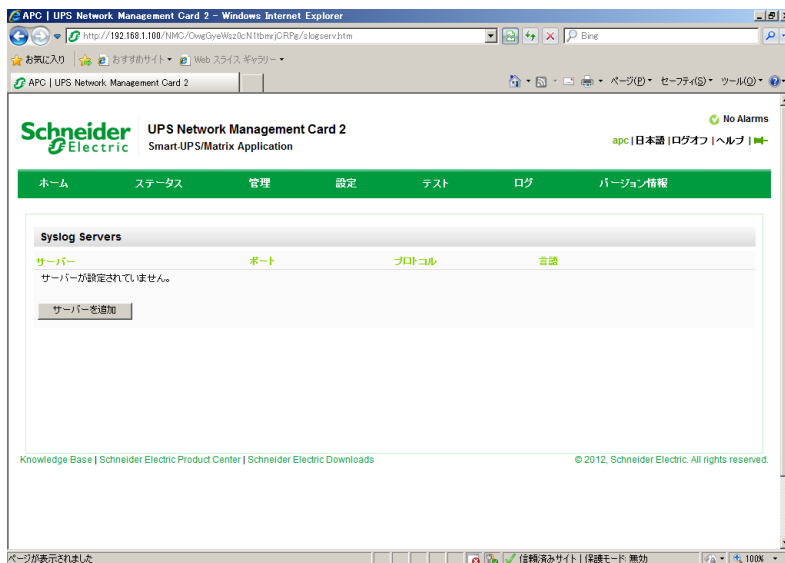 APC | UPS Network Management Card 2 - Windows Internet Explorer
http://192.168.1.100/NMC/OwgGyeWsz0cN1tbmrjCRPg/slogserv.htm
Bing
お気に入り おすすめサイト Web スライス ギャラリー
APC | UPS Network Management Card 2 ページ(P) セーフティ(S) ツール(O)
No Alarms
Schneider Electric
UPS Network Management Card 2
Smart-UPS/Matrix Application
apc | 日本語 | ログオフ | ヘルプ |
ホーム ステータス 管理 設定 テスト ログ バージョン情報
Syslog Servers
サーバー ポート プロトコル 言語
サーバーが設定されていません。
サーバーを追加
Knowledge Base | Schneider Electric Product Center | Schneider Electric Downloads © 2012, Schneider Electric. All rights reserved.
ページが表示されました 信頼済みサイト | 保護モード: 無効 100%